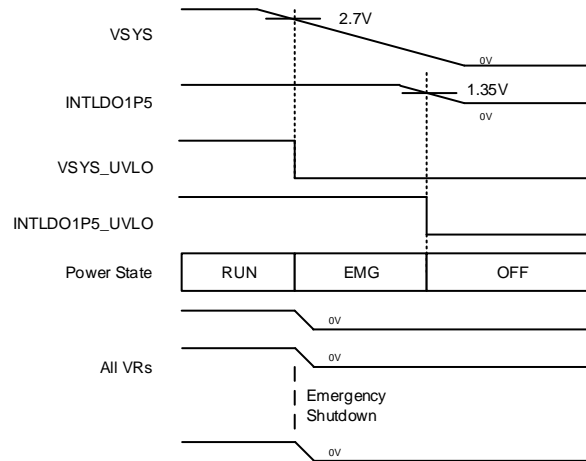 VSYS
2.7V
0V
INTLDO1P5
1.35V
0V
VSYS_UVLO
INTLDO1P5_UVLO
Power State
RUN
EMG
OFF
0V
All VRs
0V
Emergency
Shutdown
0V